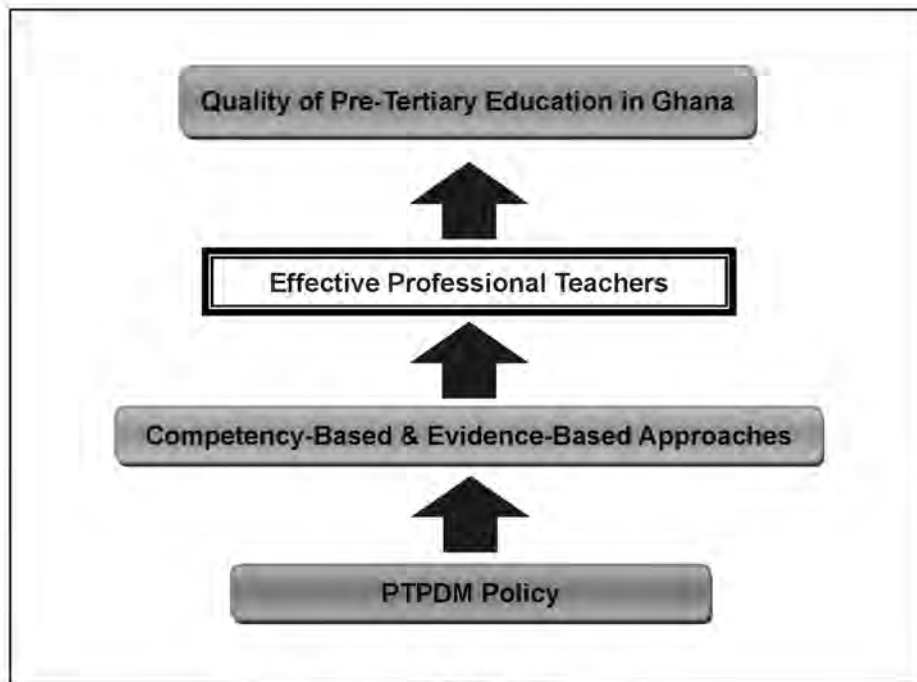 Quality of Pre-Tertiary Education in Ghana
Effective Professional Teachers
Competency-Based & Evidence-Based Approaches
PTPDM Policy